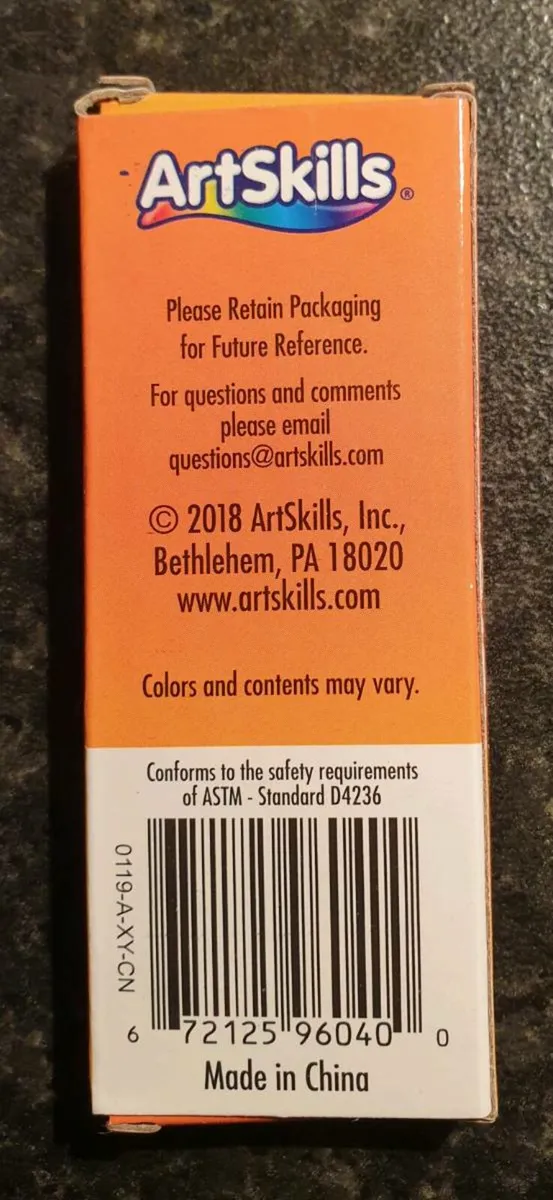 ArtSkills®
Please Retain Packaging
for Future Reference.
For questions and comments
please email
questions@artskills.com
© 2018 ArtSkills, Inc.,
Bethlehem, PA 18020
www.artskills.com
Colors and contents may vary.
Conforms to the safety requirements
of ASTM - Standard D4236
0119-A-XY-CN
6 72125 96040 0
Made in China